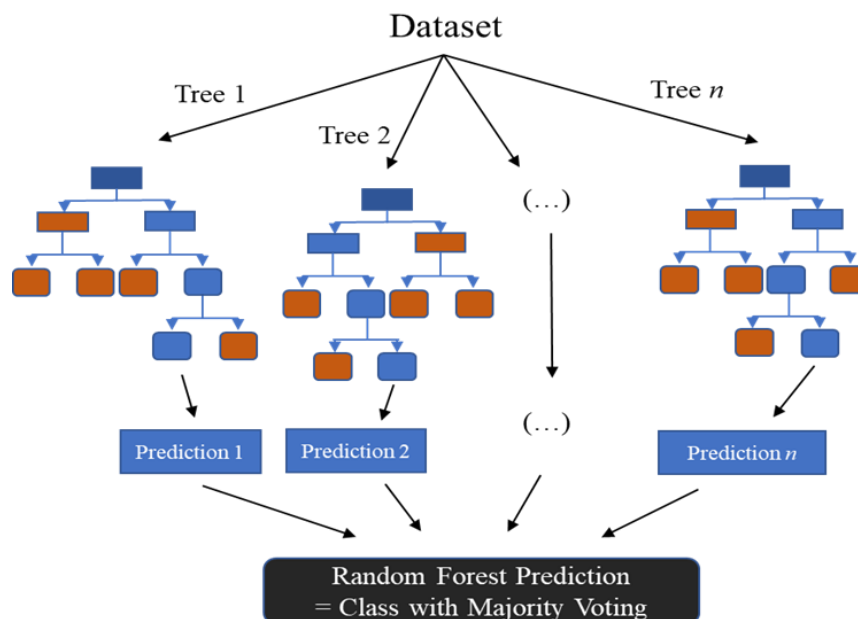 Dataset
Tree 1
Tree 2
Tree n
(…)
(…)
Prediction 1
Prediction 2
Prediction n
Random Forest Prediction
= Class with Majority Voting